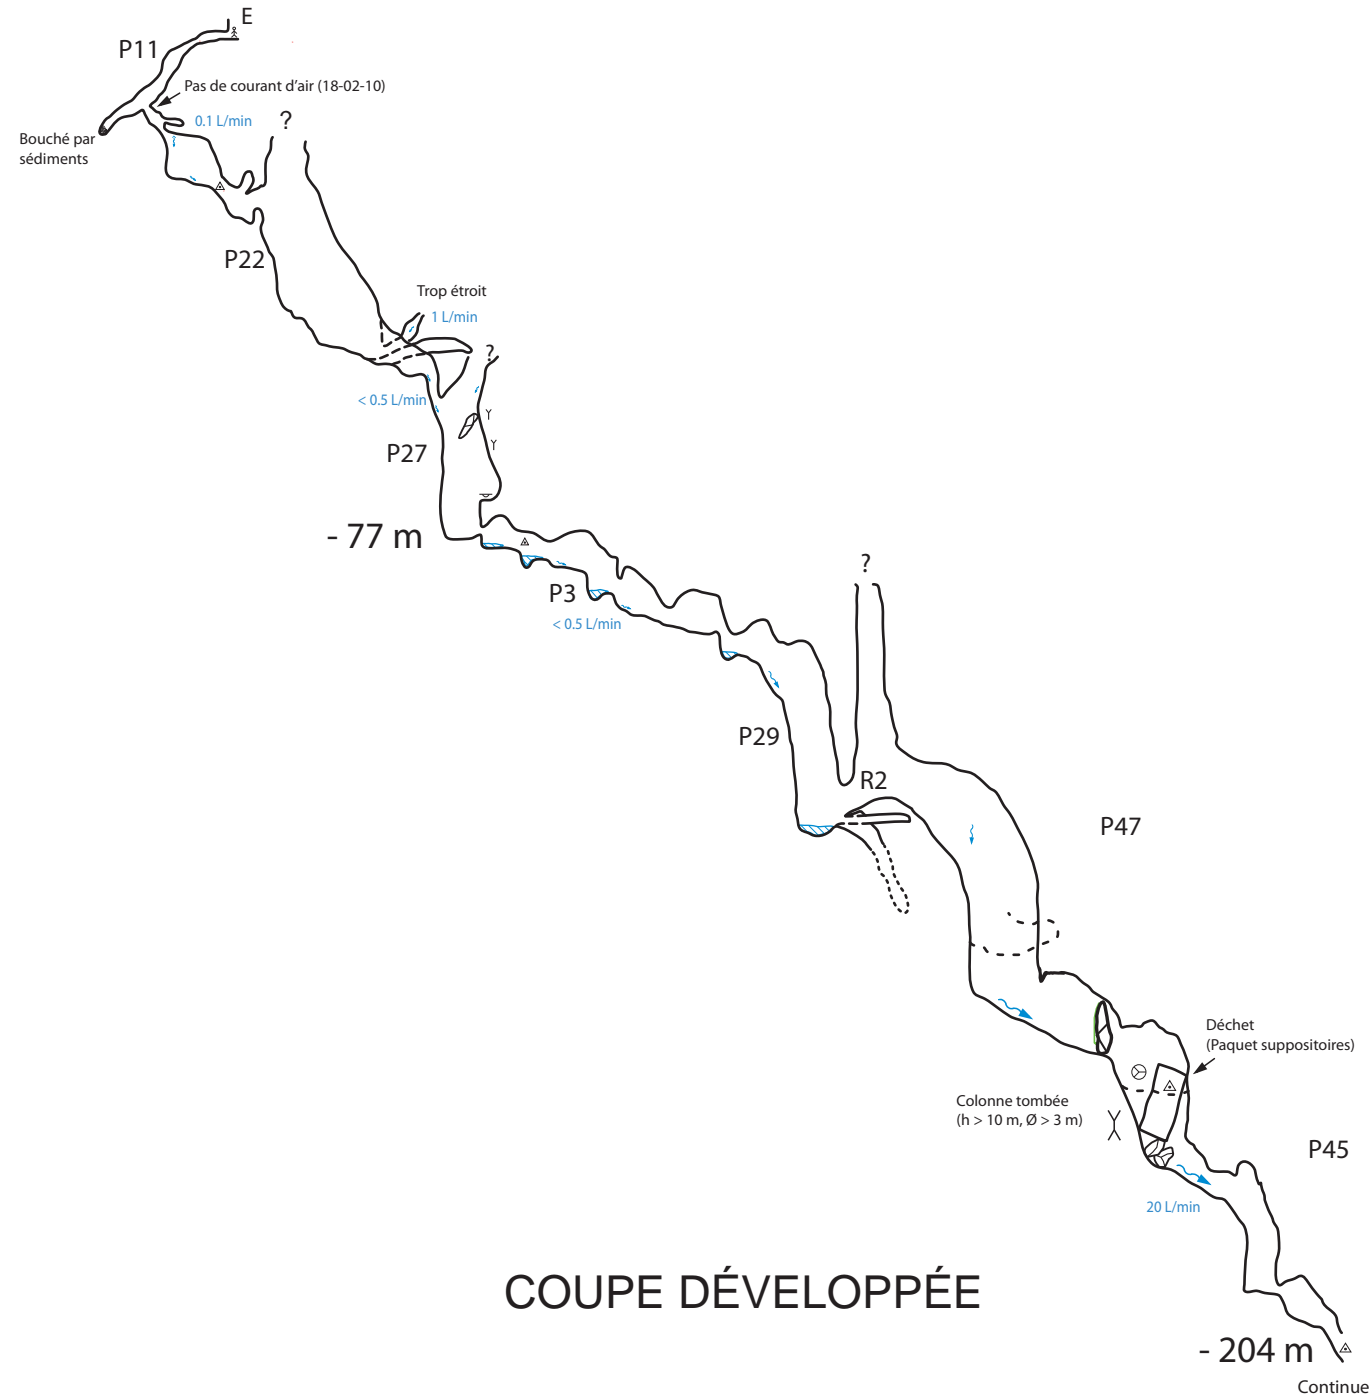 E
P11
Pas de courant d'air (18-02-10)
0.1 L/min
?
Bouché par
sédiments
P22
Trop étroit
1 L/min
?
< 0.5 L/min
P27
- 77 m
?
P3
< 0.5 L/min
P29
R2
P47
Déchet
(Paquet suppositoires)
Colonne tombée
(h > 10 m, Ø > 3 m)
P45
20 L/min
COUPE DÉVELOPPÉE
- 204 m
Continue